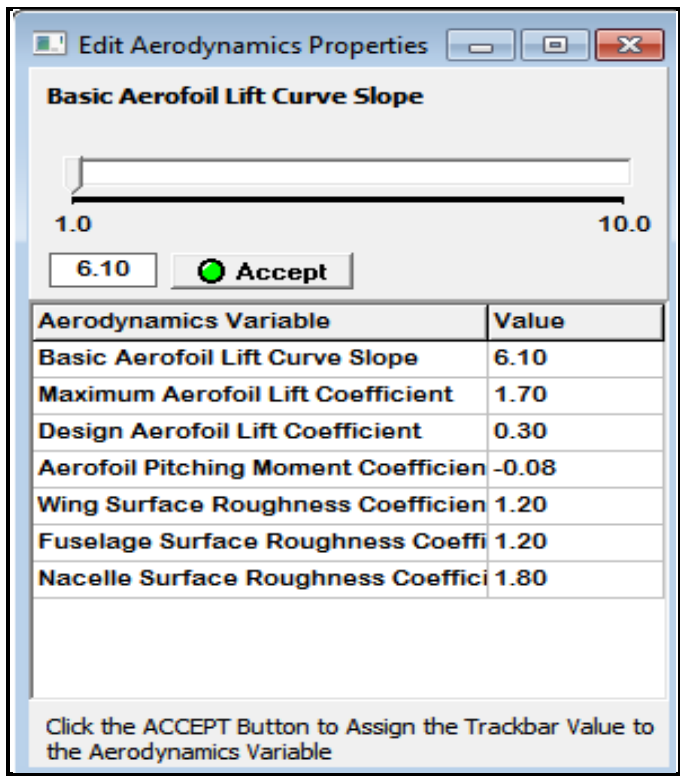 Edit Aerodynamics Properties
Basic Aerofoil Lift Curve Slope
1.0 10.0
6.10 Accept
Aerodynamics Variable Value
Basic Aerofoil Lift Curve Slope 6.10
Maximum Aerofoil Lift Coefficient 1.70
Design Aerofoil Lift Coefficient 0.30
Aerofoil Pitching Moment Coefficien -0.08
Wing Surface Roughness Coefficien 1.20
Fuselage Surface Roughness Coeffi 1.20
Nacelle Surface Roughness Coeffici 1.80
Click the ACCEPT Button to Assign the Trackbar Value to
the Aerodynamics Variable